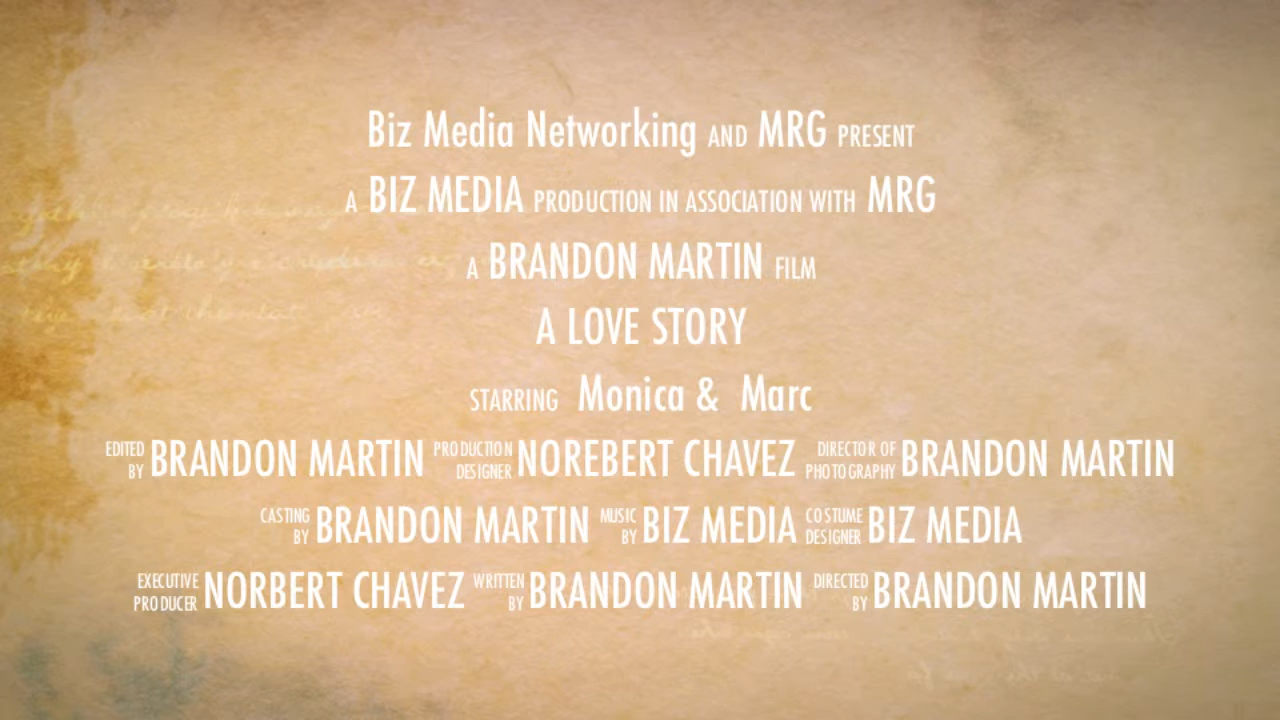 Biz Media Networking AND MRG PRESENT
A BIZ MEDIA PRODUCTION IN ASSOCIATION WITH MRG
A BRANDON MARTIN FILM
A LOVE STORY
STARRING Monica & Marc
EDITED BY BRANDON MARTIN PRODUCTION DESIGNER NOREBERT CHAVEZ DIRECTOR OF PHOTOGRAPHY BRANDON MARTIN
CASTING BY BRANDON MARTIN MUSIC BY BIZ MEDIA COSTUME DESIGNER BIZ MEDIA
EXECUTIVE PRODUCER NORBERT CHAVEZ WRITTEN BY BRANDON MARTIN DIRECTED BY BRANDON MARTIN